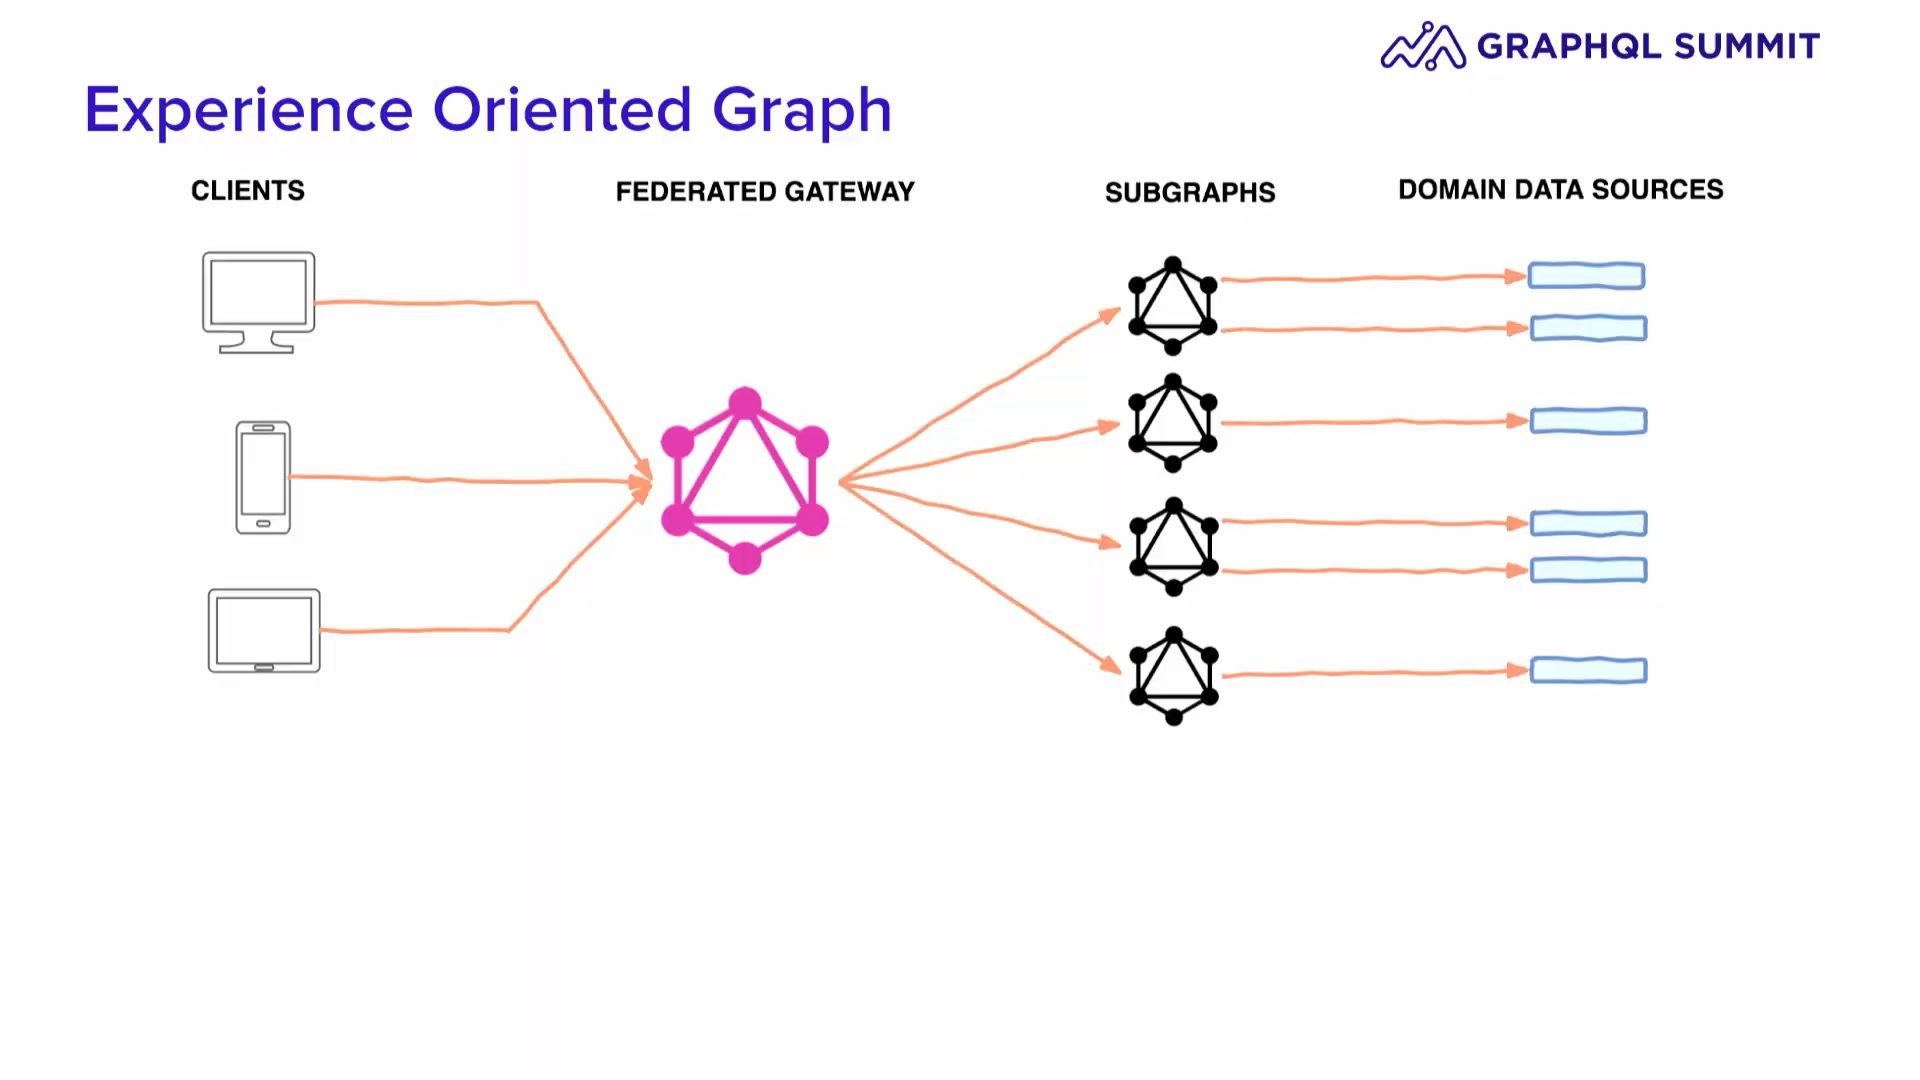 GRAPHQL SUMMIT
Experience Oriented Graph
CLIENTS
FEDERATED GATEWAY
SUBGRAPHS
DOMAIN DATA SOURCES